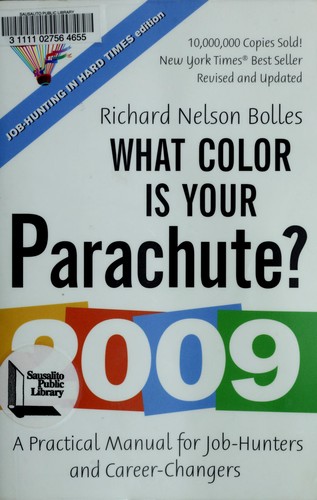 SAUSALITO PUBLIC LIBRARY
3 1111 02756 4655
JOB-HUNTING IN HARD TIMES edition
10,000,000 Copies Sold!
New York Times® Best Seller
Revised and Updated
Richard Nelson Bolles
WHAT COLOR
IS YOUR
Parachute?
2009
Sausalito
Public
Library
A Practical Manual for Job-Hunters
and Career-Changers